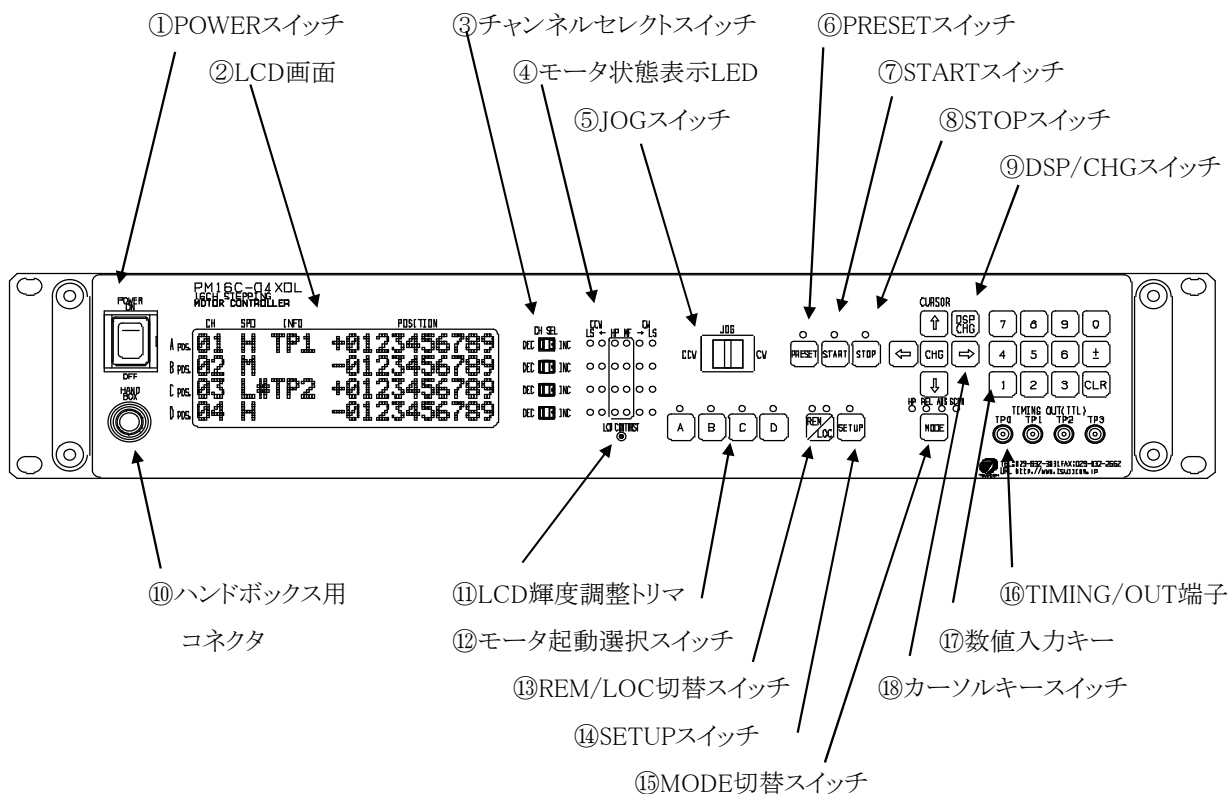 ①POWERスイッチ
③チャンネルセレクトスイッチ
⑥PRESETスイッチ
②LCD画面
④モータ状態表示LED
⑦STARTスイッチ
⑤JOGスイッチ
⑧STOPスイッチ
⑨DSP/CHGスイッチ
POWER
ON
OFF
HAND
BOX
PM16C-04XDL
16CH STEPPING
MOTOR CONTROLLER
CH SPD INFO POSITION
A POS. 01 H TP1 +0123456789
B POS. 02 M -0123456789
C POS. 03 L#TP2 +0123456789
D POS. 04 H -0123456789
CH SEL
DEC INC
DEC INC
DEC INC
DEC INC
CCW CW
LS ← HP NF → LS
LCD CONTRST
JOG
CCW CW
PRESET START STOP
A B C D
REM
LOC
SETUP
CURSOR
⇧ DSP
CHG
⇦ CHG ⇨
⇩
HP REL ABS SCAN
MODE
7 8 9 0
4 5 6 ±
1 2 3 CLR
TIMING OUT(TTL)
TP0 TP1 TP2 TP3
⑩ハンドボックス用
コネクタ
⑪LCD輝度調整トリマ
⑯TIMING/OUT端子
⑫モータ起動選択スイッチ
⑰数値入力キー
⑬REM/LOC切替スイッチ
⑱カーソルキースイッチ
⑭SETUPスイッチ
⑮MODE切替スイッチ